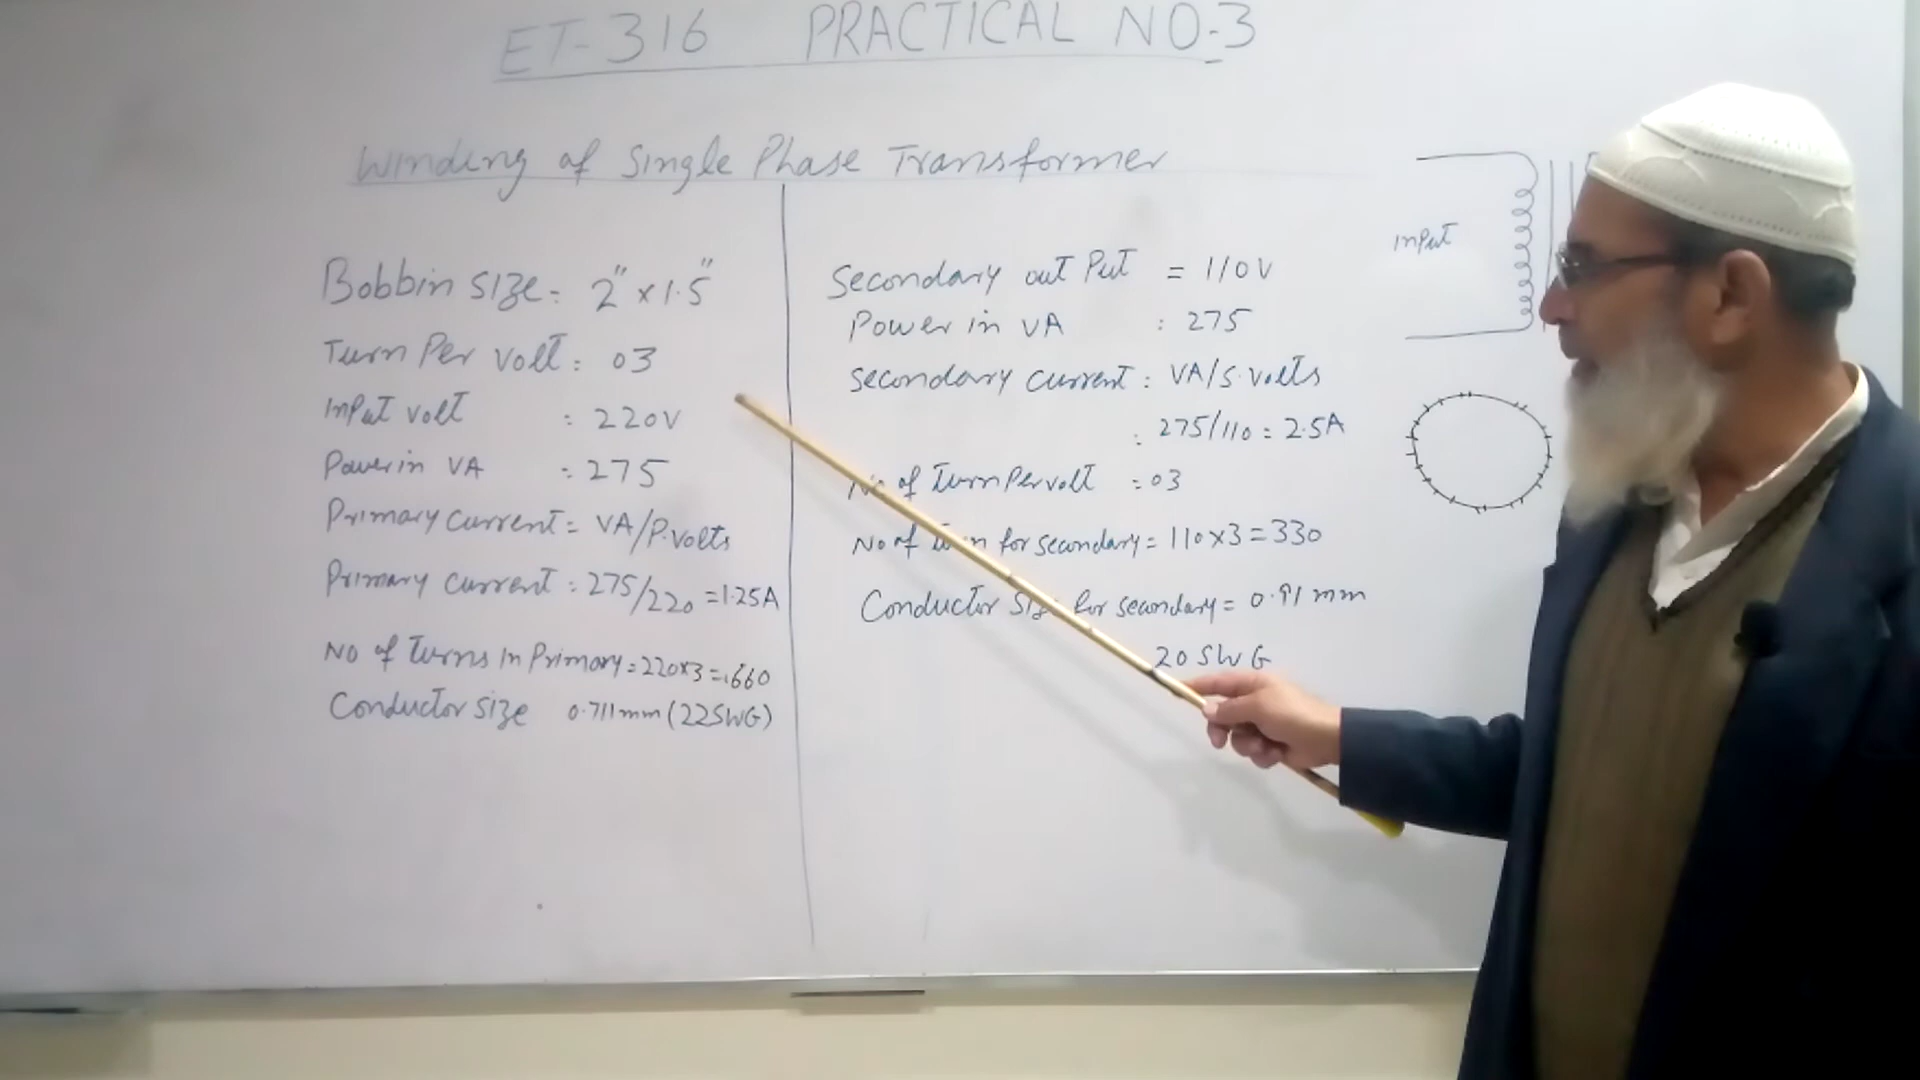 ET-316 PRACTICAL NO-3
Winding of Single Phase Transformer
Bobbin Size = 2" x 1.5"
Turn Per Volt : 03
Input volt : 220V
Power in VA : 275
Primary Current = VA/P.volts
Primary Current : 275/220 = 1.25A
No of Turns In Primary = 220x3 = 660
Conductor Size 0.711mm (22SWG)
Secondary out Put = 110V
Power in VA : 275
Secondary Current : VA/S.volts
: 275/110 = 2.5A
No of Turn Per volt : 03
No of Turn for secondary = 110x3 = 330
Conductor Size for secondary = 0.91 mm
20 SWG
Input